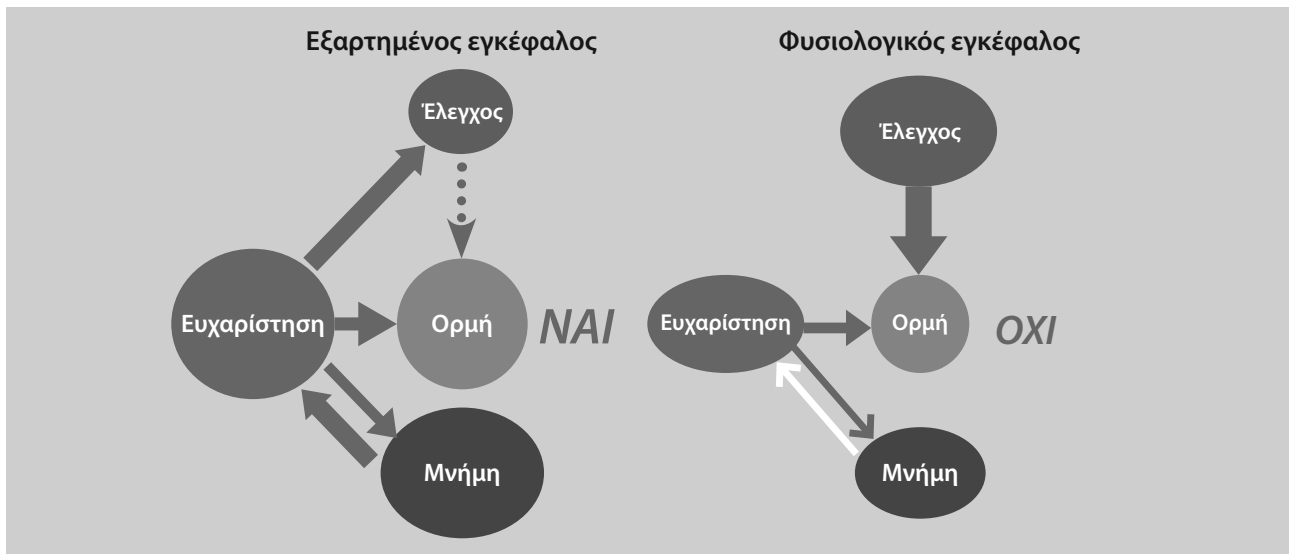 Εξαρτημένος εγκέφαλος
Έλεγχος
Ευχαρίστηση
Ορμή
ΝΑΙ
Μνήμη
Φυσιολογικός εγκέφαλος
Έλεγχος
Ευχαρίστηση
Ορμή
ΟΧΙ
Μνήμη